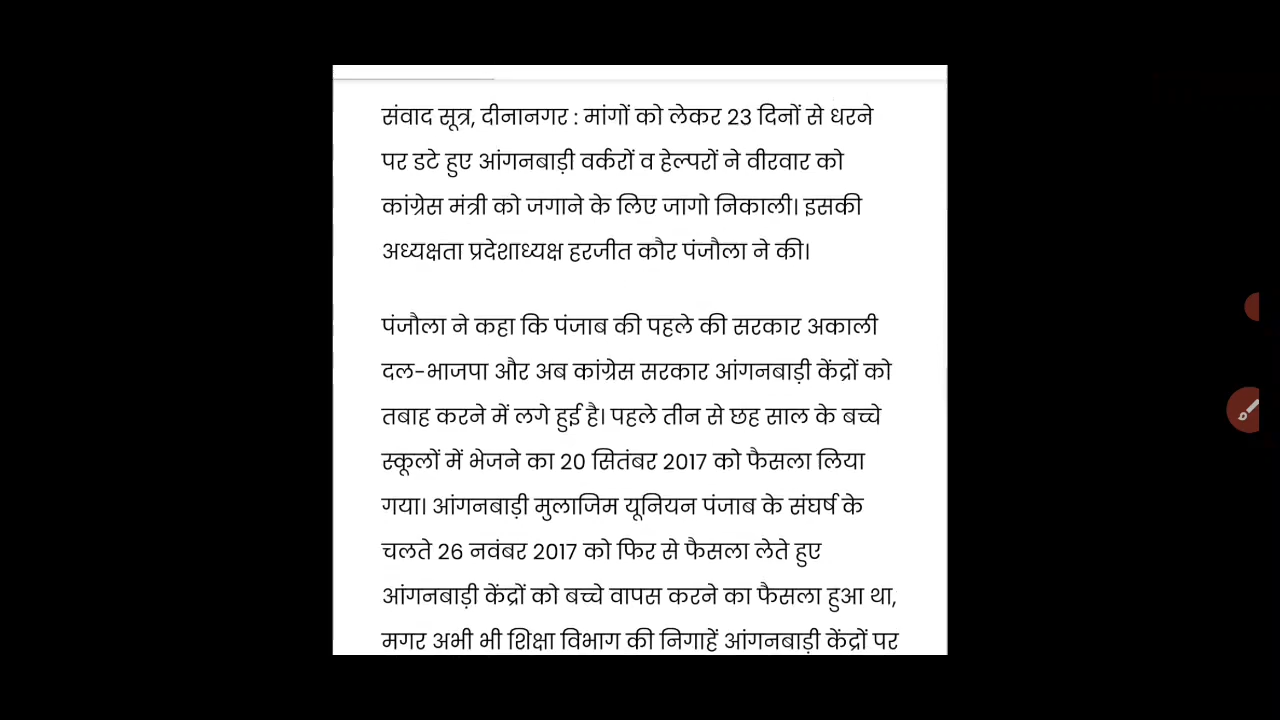 संवाद सूत्र, दीनानगर : मांगों को लेकर 23 दिनों से धरने
पर डटे हुए आंगनबाड़ी वर्करों व हेल्परों ने वीरवार को
कांग्रेस मंत्री को जगाने के लिए जागो निकाली। इसकी
अध्यक्षता प्रदेशाध्यक्ष हरजीत कौर पंजौला ने की।
पंजौला ने कहा कि पंजाब की पहले की सरकार अकाली
दल-भाजपा और अब कांग्रेस सरकार आंगनबाड़ी केंद्रों को
तबाह करने में लगे हुई है। पहले तीन से छह साल के बच्चे
स्कूलों में भेजने का 20 सितंबर 2017 को फैसला लिया
गया। आंगनबाड़ी मुलाजिम यूनियन पंजाब के संघर्ष के
चलते 26 नवंबर 2017 को फिर से फैसला लेते हुए
आंगनबाड़ी केंद्रों को बच्चे वापस करने का फैसला हुआ था,
मगर अभी भी शिक्षा विभाग की निगाहें आंगनबाड़ी केंद्रों पर